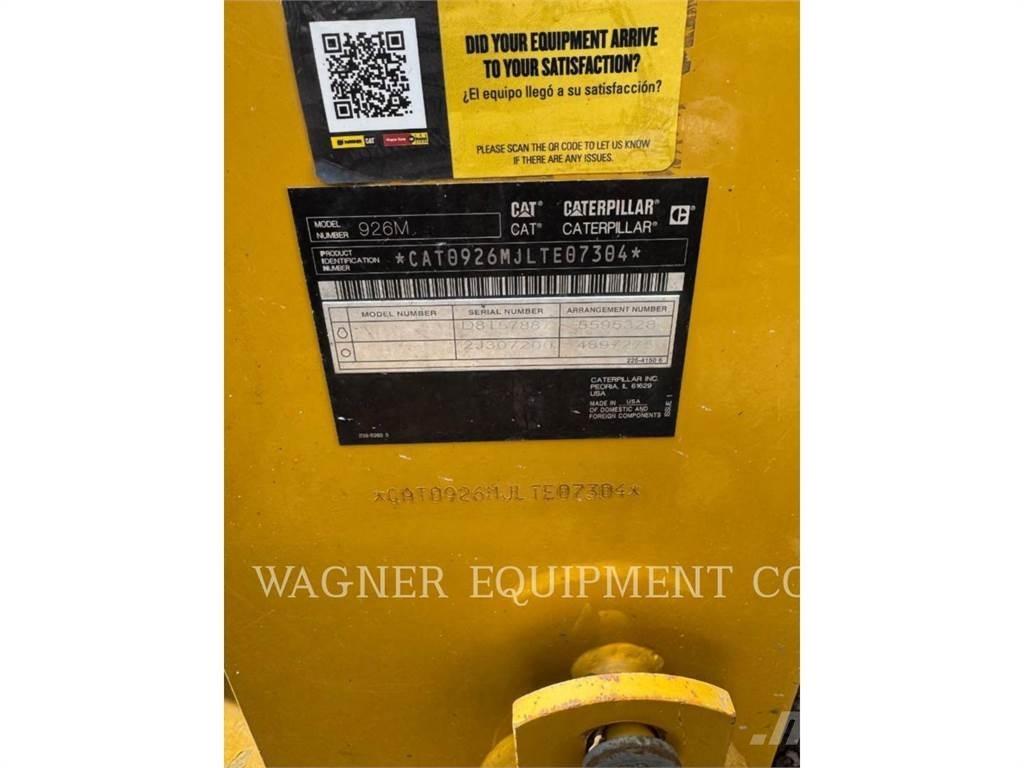 DID YOUR EQUIPMENT ARRIVE
TO YOUR SATISFACTION?
¿El equipo llegó a su satisfacción?
PLEASE SCAN THE QR CODE TO LET US KNOW
IF THERE ARE ANY ISSUES.
MODEL NUMBER 926M
CAT® CATERPILLAR®
CAT® CATERPILLAR®
PRODUCT IDENTIFICATION NUMBER *CAT0926MJLTE07304*
MODEL NUMBER SERIAL NUMBER ARRANGEMENT NUMBER
5595328
CATERPILLAR INC.
PEORIA, IL 61629
USA
MADE IN USA
OF DOMESTIC AND
FOREIGN COMPONENTS
ISSUE 1
*CAT0926MJLTE07304*
WAGNER EQUIPMENT CO